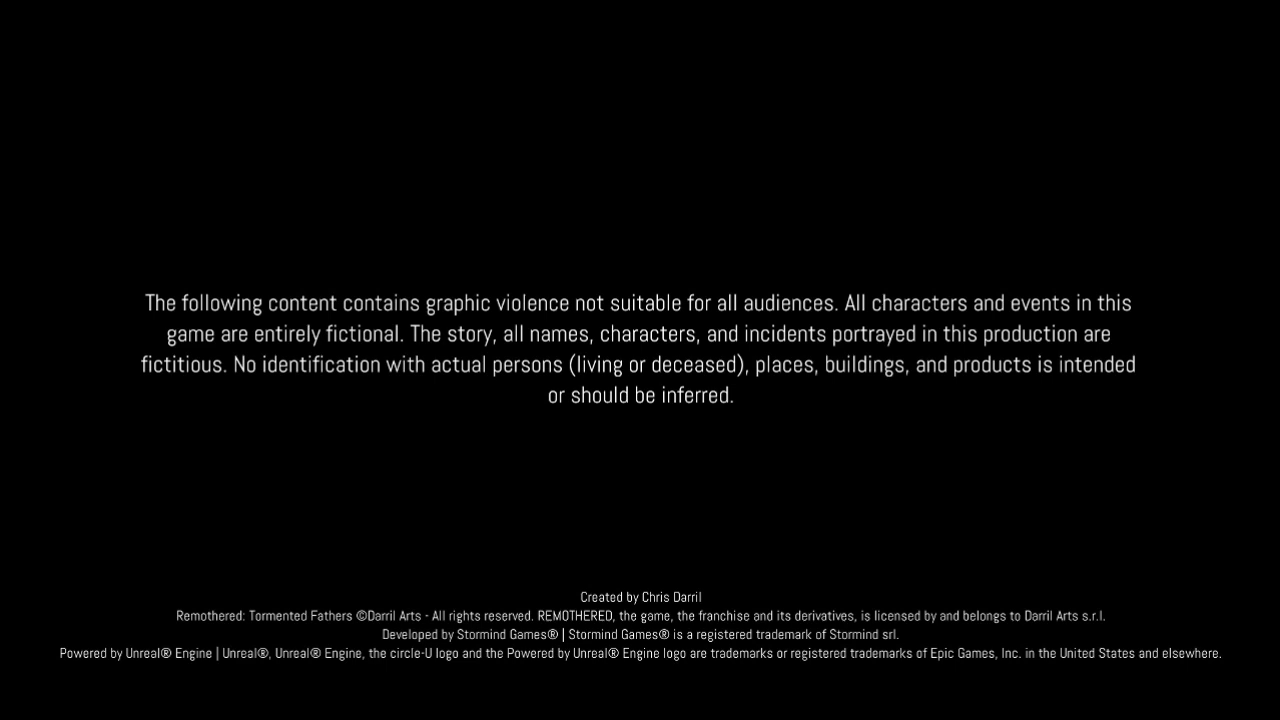 The following content contains graphic violence not suitable for all audiences. All characters and events in this
game are entirely fictional. The story, all names, characters, and incidents portrayed in this production are
fictitious. No identification with actual persons (living or deceased), places, buildings, and products is intended
or should be inferred.
Created by Chris Darril
Remothered: Tormented Fathers ©Darril Arts - All rights reserved. REMOTHERED, the game, the franchise and its derivatives, is licensed by and belongs to Darril Arts s.r.l.
Developed by Stormind Games® | Stormind Games® is a registered trademark of Stormind srl.
Powered by Unreal® Engine | Unreal®, Unreal® Engine, the circle-U logo and the Powered by Unreal® Engine logo are trademarks or registered trademarks of Epic Games, Inc. in the United States and elsewhere.